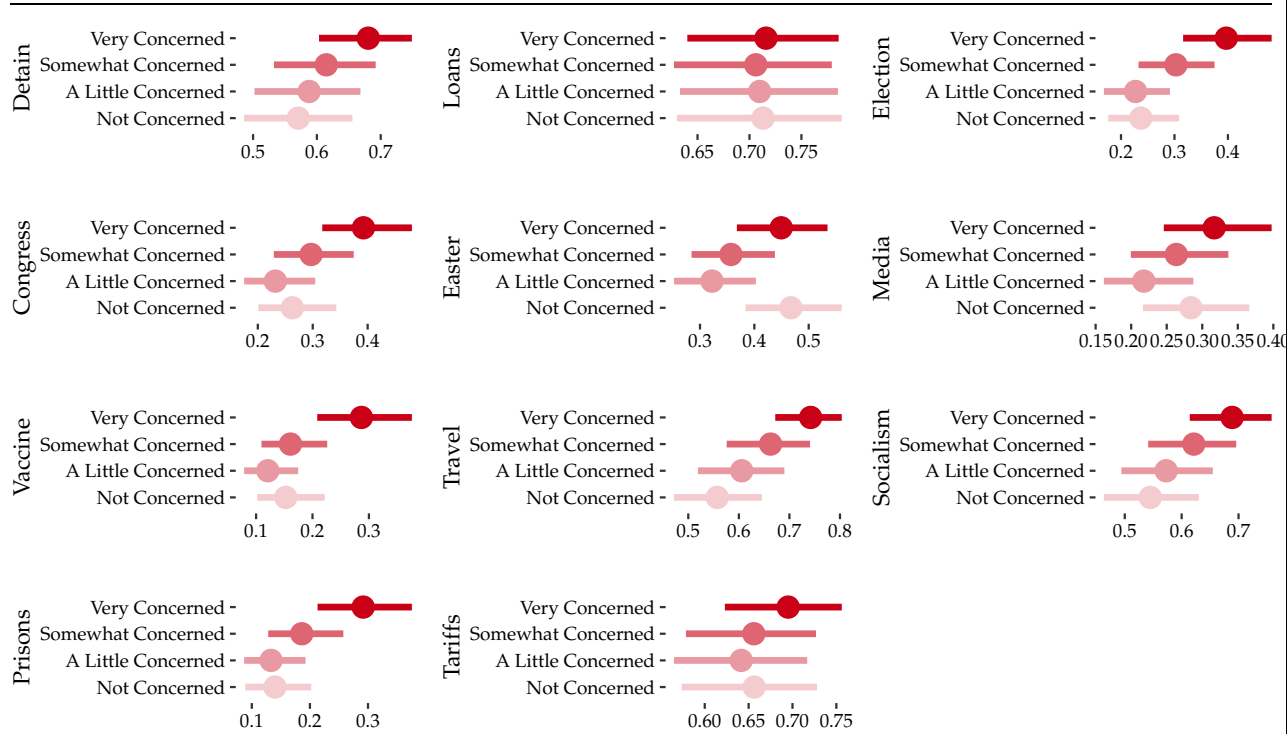 Detain
Very Concerned
Somewhat Concerned
A Little Concerned
Not Concerned
0.5 0.6 0.7
Loans
Very Concerned
Somewhat Concerned
A Little Concerned
Not Concerned
0.65 0.70 0.75
Election
Very Concerned
Somewhat Concerned
A Little Concerned
Not Concerned
0.2 0.3 0.4
Congress
Very Concerned
Somewhat Concerned
A Little Concerned
Not Concerned
0.2 0.3 0.4
Easter
Very Concerned
Somewhat Concerned
A Little Concerned
Not Concerned
0.3 0.4 0.5
Media
Very Concerned
Somewhat Concerned
A Little Concerned
Not Concerned
0.15 0.20 0.25 0.30 0.35 0.40
Vaccine
Very Concerned
Somewhat Concerned
A Little Concerned
Not Concerned
0.1 0.2 0.3
Travel
Very Concerned
Somewhat Concerned
A Little Concerned
Not Concerned
0.5 0.6 0.7 0.8
Socialism
Very Concerned
Somewhat Concerned
A Little Concerned
Not Concerned
0.5 0.6 0.7
Prisons
Very Concerned
Somewhat Concerned
A Little Concerned
Not Concerned
0.1 0.2 0.3
Tariffs
Very Concerned
Somewhat Concerned
A Little Concerned
Not Concerned
0.60 0.65 0.70 0.75